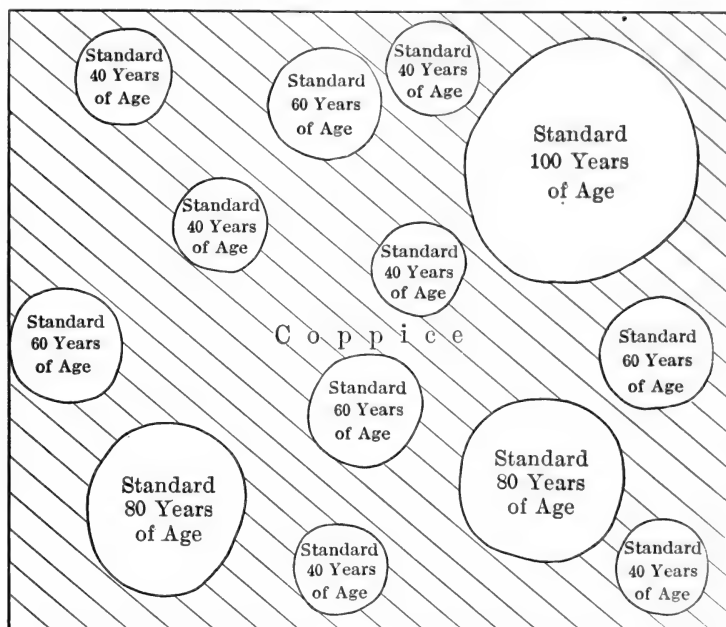 Standard
40 Years
of Age
Standard
60 Years
of Age
Standard
40 Years
of Age
Standard
100 Years
of Age
Standard
40 Years
of Age
Standard
40 Years
of Age
Standard
60 Years
of Age
Coppice
Standard
60 Years
of Age
Standard
60 Years
of Age
Standard
80 Years
of Age
Standard
80 Years
of Age
Standard
40 Years
of Age
Standard
40 Years
of Age